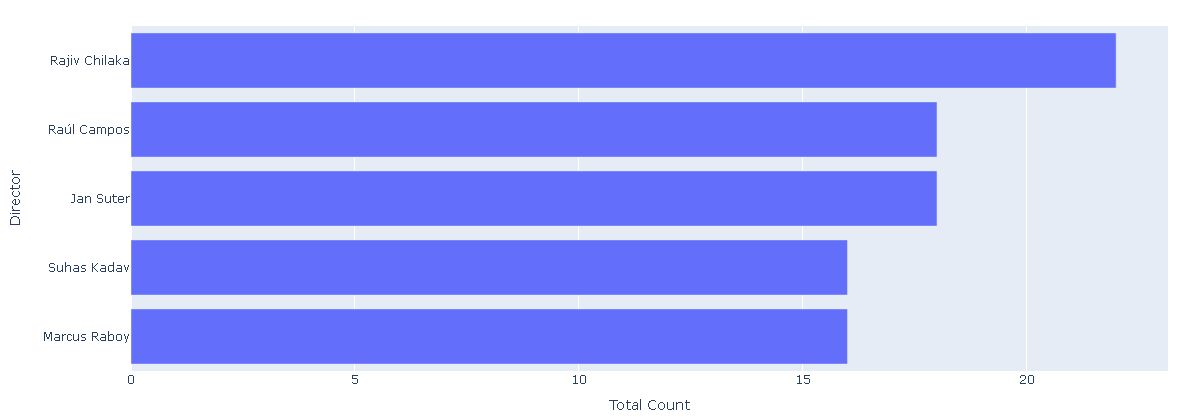 Rajiv Chilaka
Raúl Campos
Jan Suter
Suhas Kadav
Marcus Raboy
Director
0 5 10 15 20
Total Count